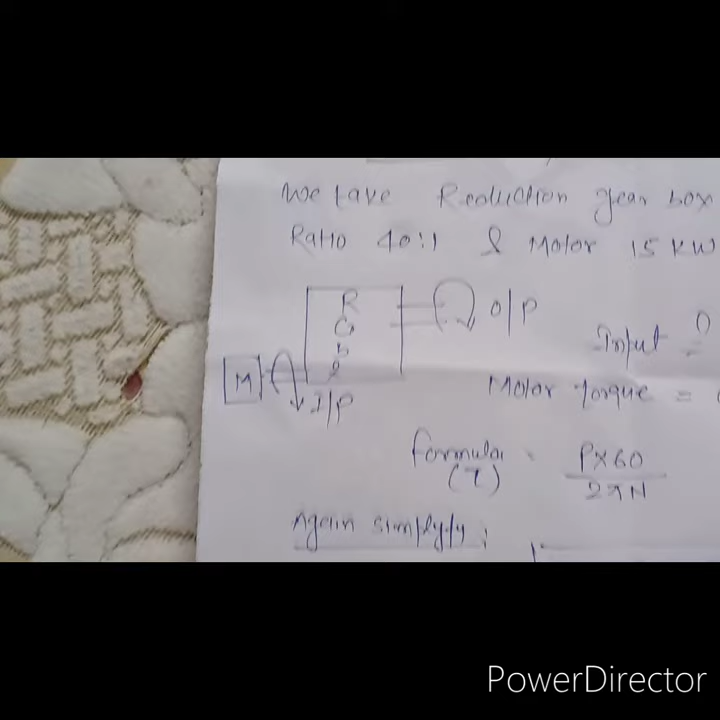 We have Reduction gear box
Ratio 40:1 & Motor 15 KW
R
G
b
O/P
Input =
M
I/P
Motor torque =
formula
(T)
P×60
2πN
Again simplyfy:
PowerDirector